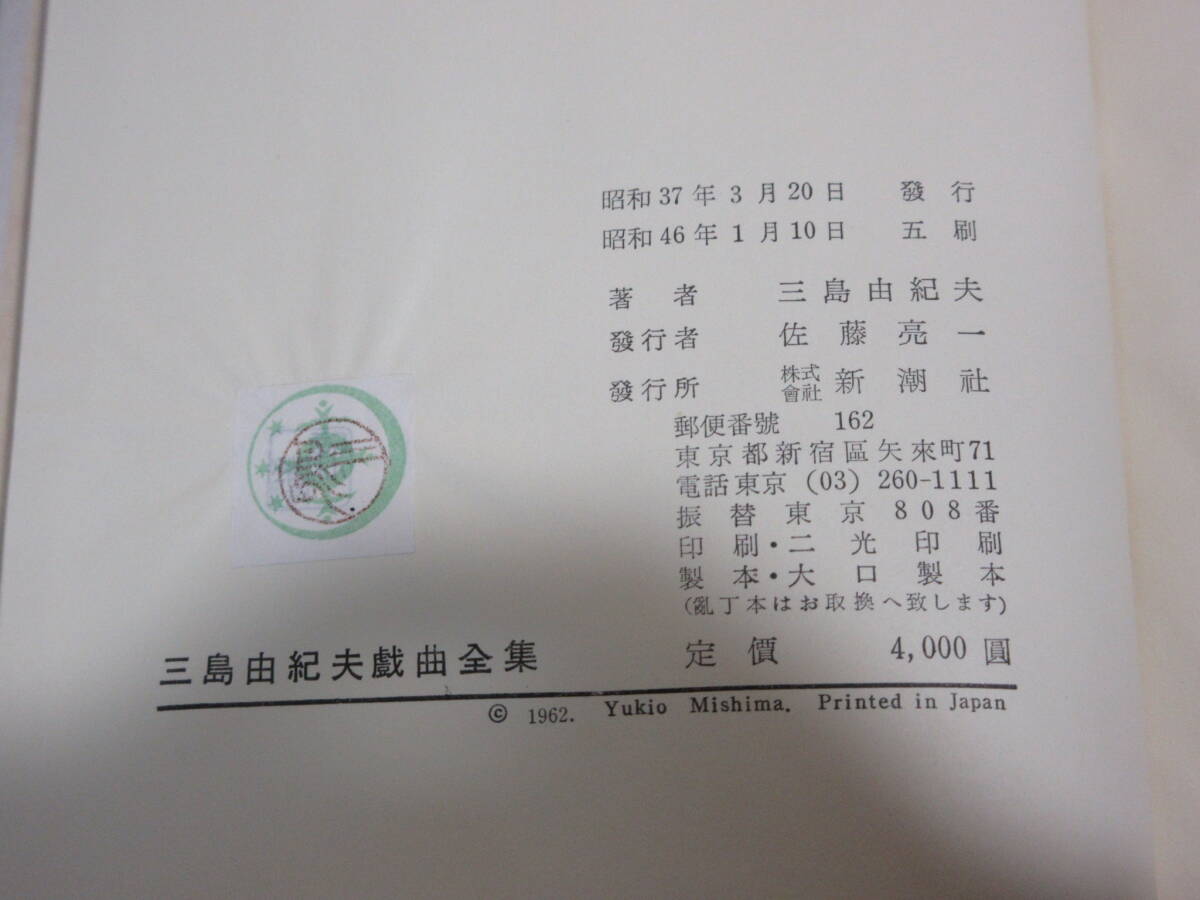 昭和37年3月20日　發行
昭和46年1月10日　五刷
著者　三島由紀夫
發行者　佐藤亮一
發行所　株式會社 新潮社
郵便番號　162
東京都新宿區矢來町71
電話東京 (03) 260-1111
振替東京808番
印刷・二光印刷
製本・大口製本
(亂丁本はお取換へ致します)
定價　4,000圓
三島由紀夫戲曲全集
© 1962. Yukio Mishima. Printed in Japan